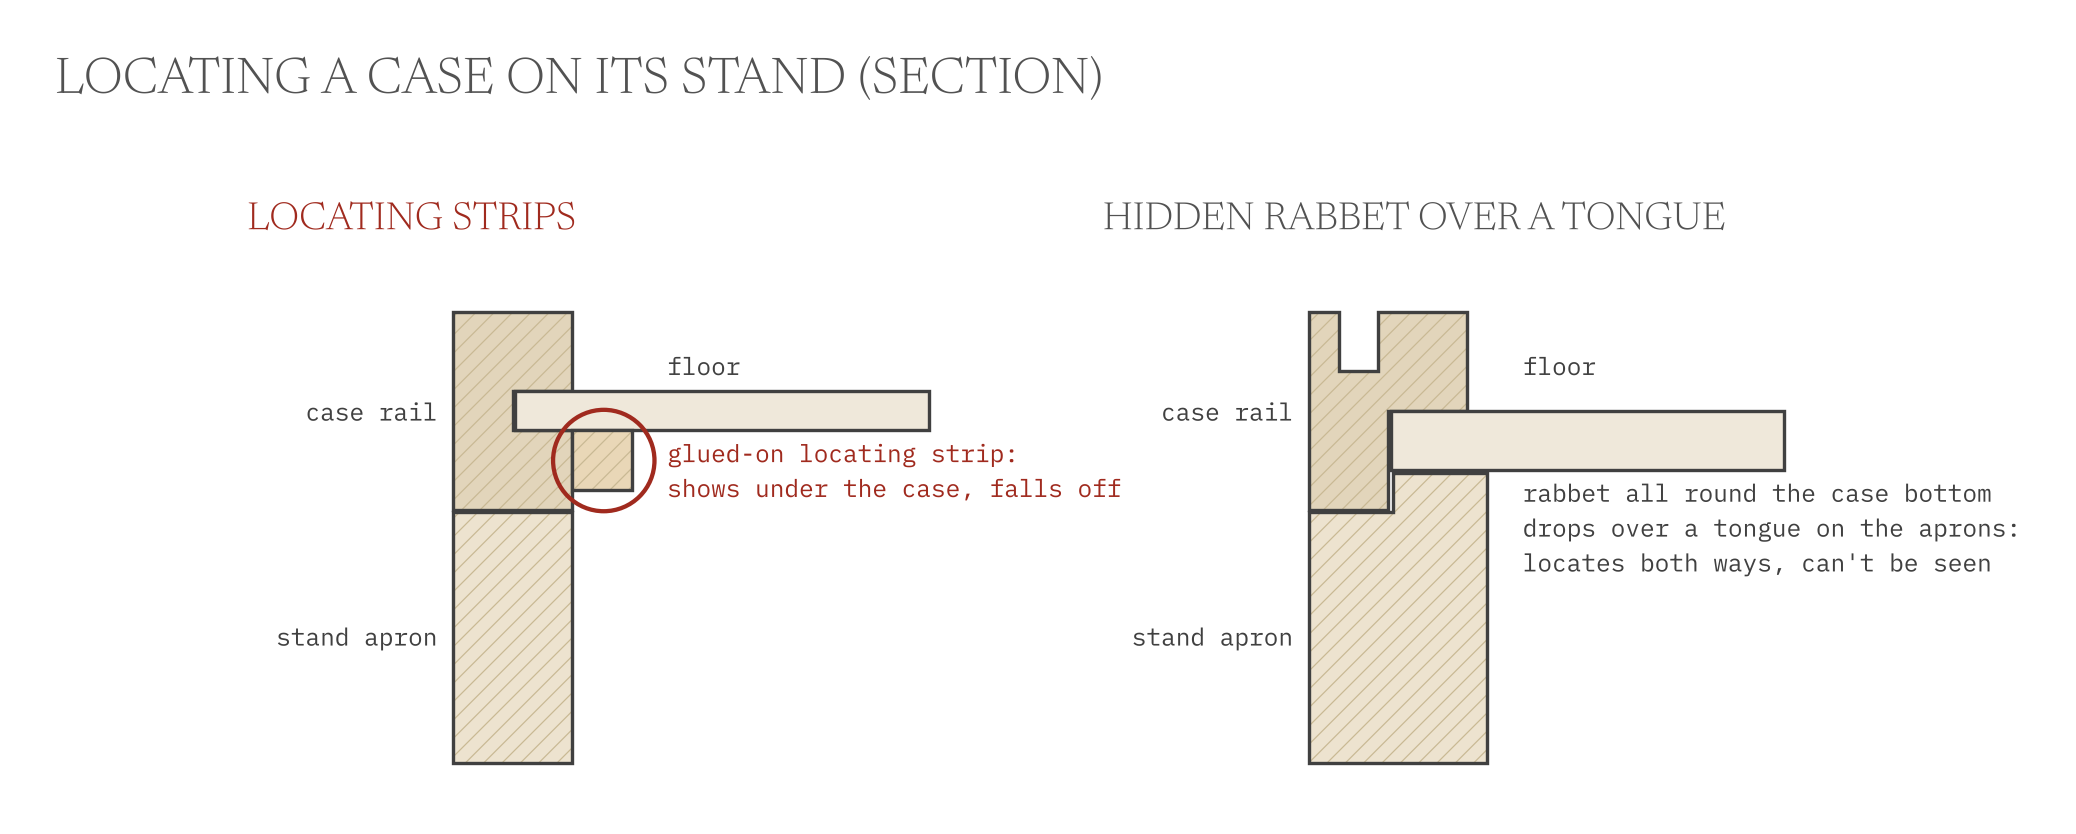 LOCATING A CASE ON ITS STAND (SECTION)
LOCATING STRIPS
floor
case rail
glued-on locating strip:
shows under the case, falls off
stand apron
HIDDEN RABBET OVER A TONGUE
floor
case rail
rabbet all round the case bottom
drops over a tongue on the aprons:
locates both ways, can't be seen
stand apron